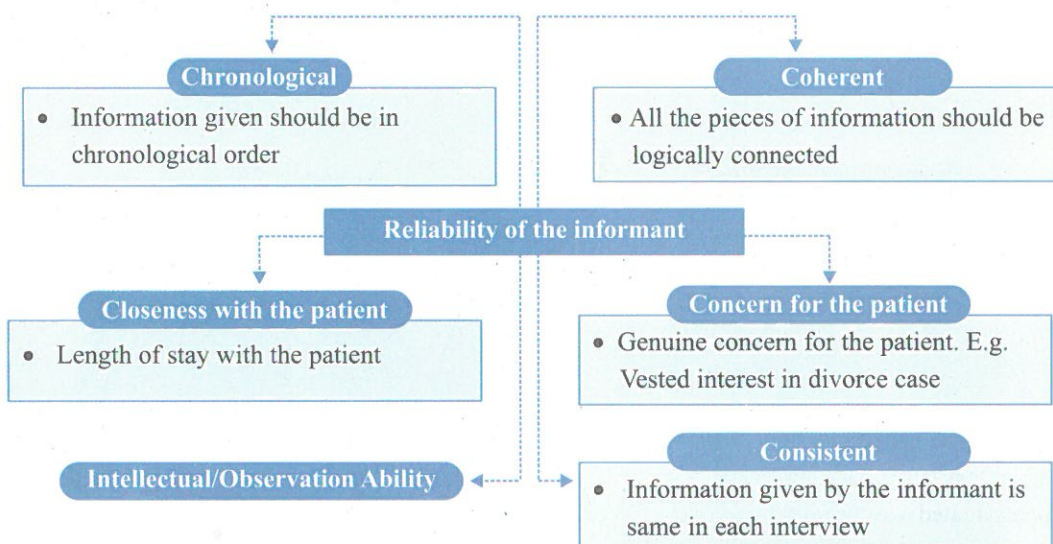 Chronological
• Information given should be in
chronological order
Coherent
• All the pieces of information should be
logically connected
Reliability of the informant
Closeness with the patient
• Length of stay with the patient
Concern for the patient
• Genuine concern for the patient. E.g.
Vested interest in divorce case
Intellectual/Observation Ability
Consistent
• Information given by the informant is
same in each interview